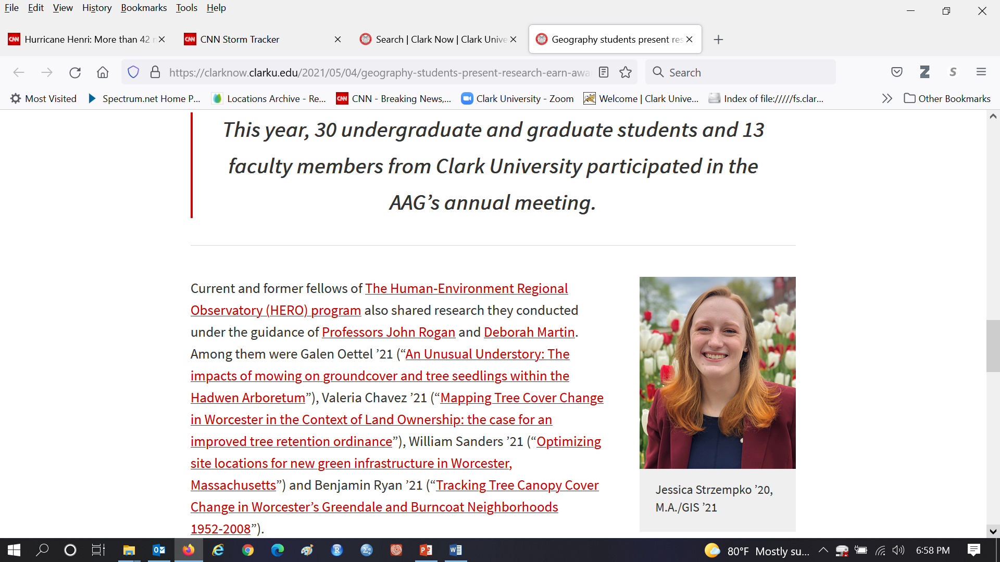 File Edit View History Bookmarks Tools Help
Hurricane Henri: More than 42
CNN Storm Tracker
Search | Clark Now | Clark Unive
Geography students present res
https://clarknow.clarku.edu/2021/05/04/geography-students-present-research-earn-awa
Search
Most Visited
Spectrum.net Home P...
Locations Archive - Re...
CNN - Breaking News,...
Clark University - Zoom
Welcome | Clark Unive...
Index of file://///fs.clar...
Other Bookmarks
This year, 30 undergraduate and graduate students and 13
faculty members from Clark University participated in the
AAG’s annual meeting.
Current and former fellows of The Human-Environment Regional
Observatory (HERO) program also shared research they conducted
under the guidance of Professors John Rogan and Deborah Martin.
Among them were Galen Oettel ’21 (“An Unusual Understory: The
impacts of mowing on groundcover and tree seedlings within the
Hadwen Arboretum”), Valeria Chavez ’21 (“Mapping Tree Cover Change
in Worcester in the Context of Land Ownership: the case for an
improved tree retention ordinance”), William Sanders ’21 (“Optimizing
site locations for new green infrastructure in Worcester,
Massachusetts”) and Benjamin Ryan ’21 (“Tracking Tree Canopy Cover
Change in Worcester’s Greendale and Burncoat Neighborhoods
1952-2008”).
Jessica Strzempko ’20,
M.A./GIS ’21
80°F Mostly su...
6:58 PM